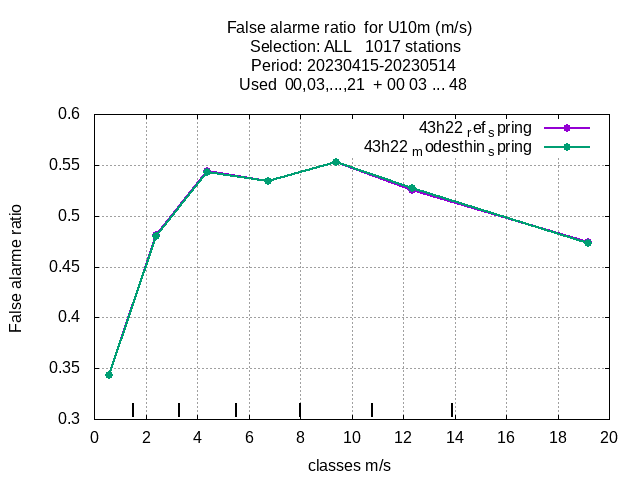 False alarme ratio  for U10m (m/s)
Selection: ALL   1017 stations
Period: 20230415-20230514
Used  00,03,...,21  + 00 03 ... 48
0.6
0.55
0.5
0.45
0.4
0.35
0.3
False alarme ratio
43h22 ref spring
43h22 modesthin spring
0 2 4 6 8 10 12 14 16 18 20
classes m/s